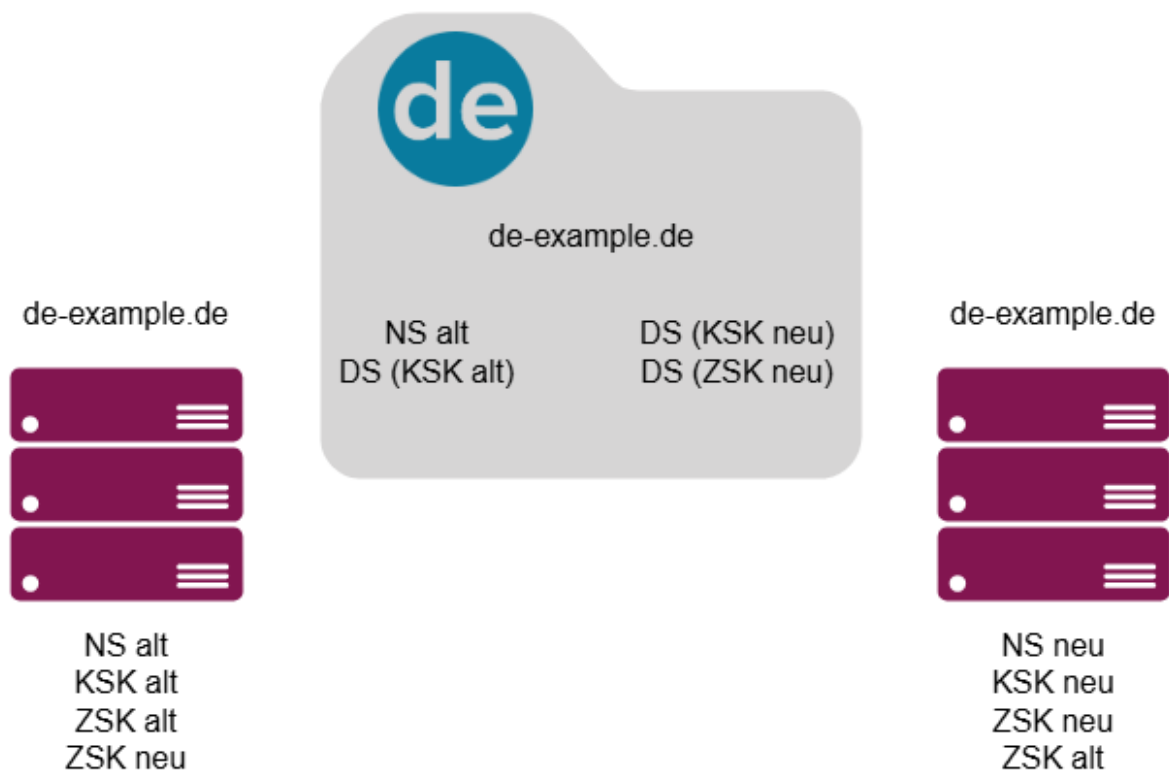 de
de-example.de
NS alt
DS (KSK alt)
DS (KSK neu)
DS (ZSK neu)
de-example.de
NS alt
KSK alt
ZSK alt
ZSK neu
de-example.de
NS neu
KSK neu
ZSK neu
ZSK alt